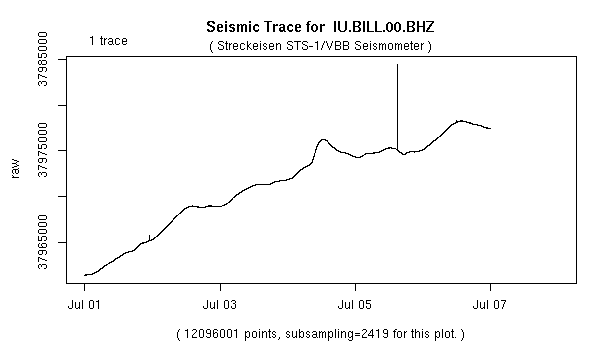 Seismic Trace for IU.BILL.00.BHZ
( Streckeisen STS-1/VBB Seismometer )
1 trace
raw
37985000
37975000
37965000
Jul 01
Jul 03
Jul 05
Jul 07
( 12096001 points, subsampling=2419 for this plot. )